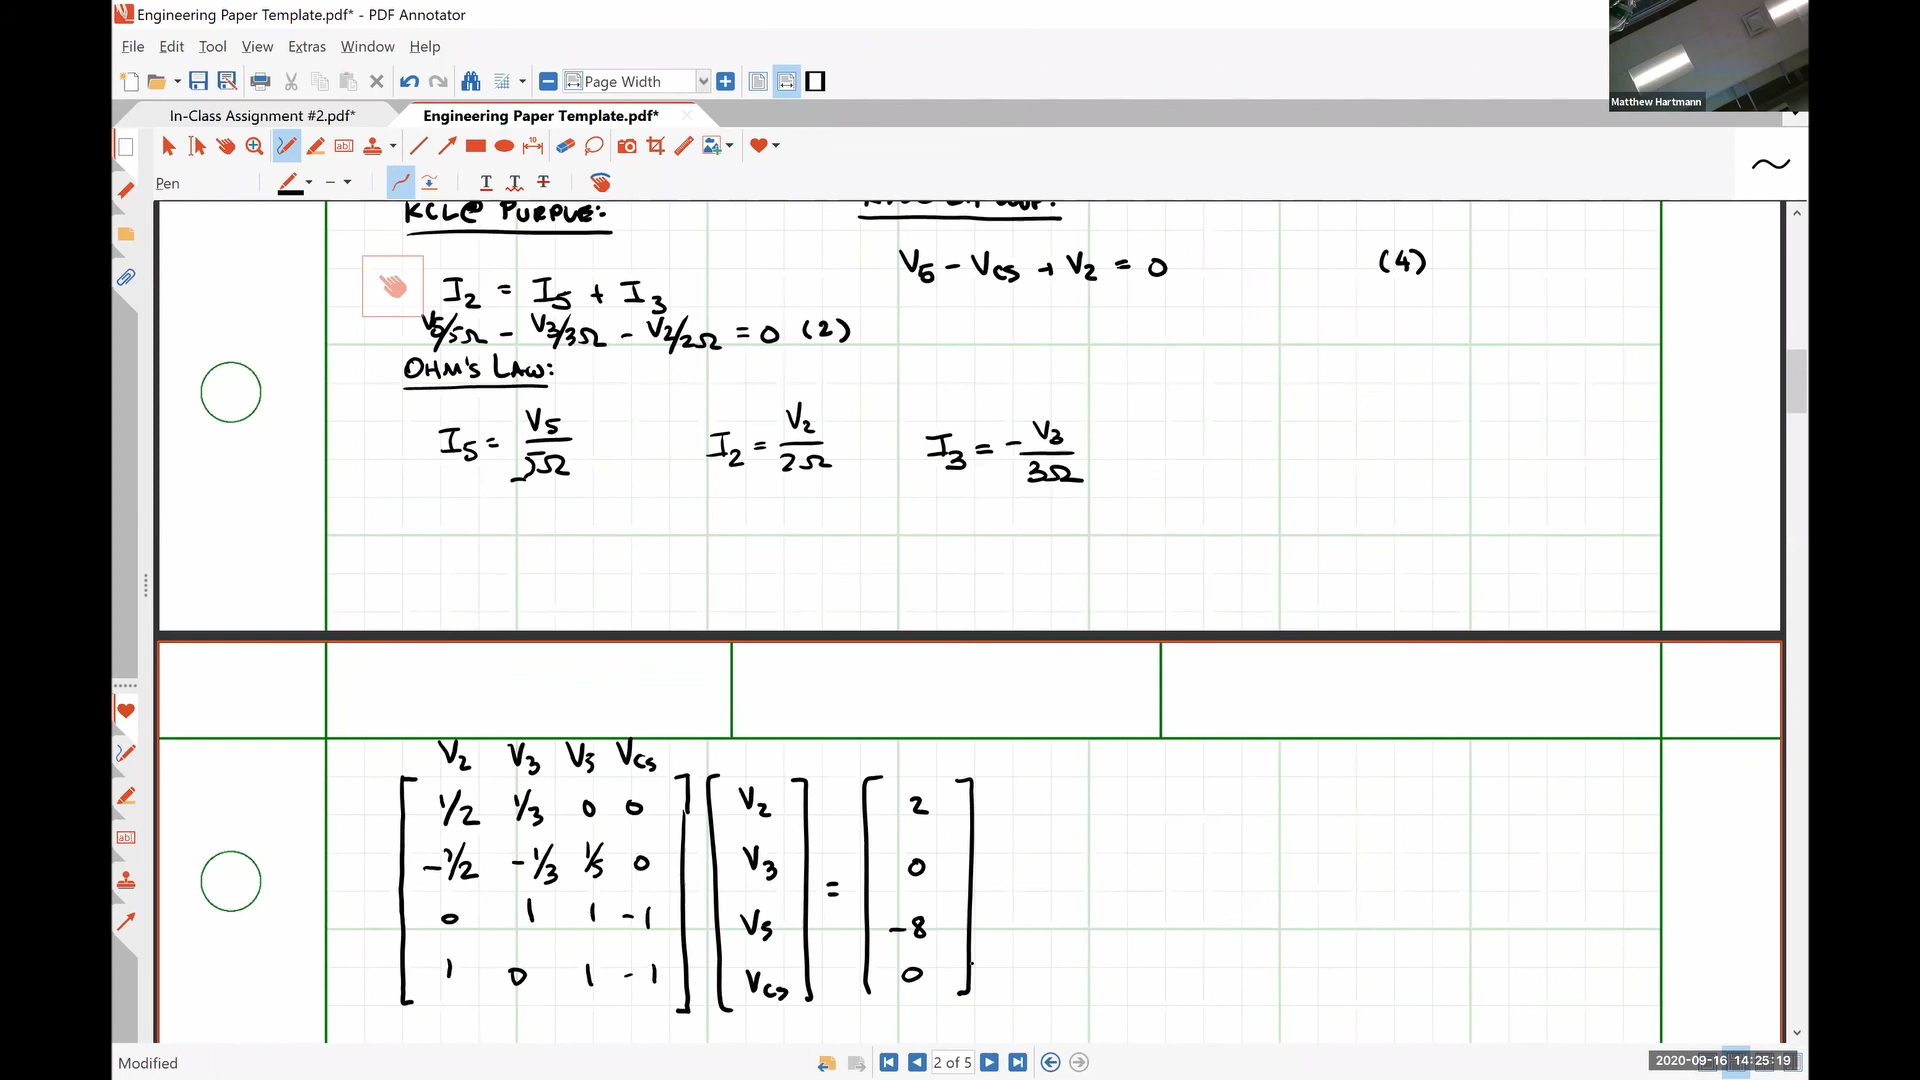 Engineering Paper Template.pdf* - PDF Annotator
File Edit Tool View Extras Window Help
Page Width
Matthew Hartmann
In-Class Assignment #2.pdf*
Engineering Paper Template.pdf*
Pen
KCL@ PURPLE:
V5 - Vcs + V2 = 0 (4)
I2 = I5 + I3
V5/5Ω - V3/3Ω - V2/2Ω = 0 (2)
OHM'S LAW:
I5 = V5/5Ω I2 = V2/2Ω I3 = - V3/3Ω
V2 V3 V5 Vcs
1/2 1/3 0 0 V2 2
-1/2 -1/3 1/5 0 V3 0
=
0 1 1 -1 V5 -8
1 0 1 -1 Vcs 0
Modified
2 of 5
2020-09-16 14:25:19